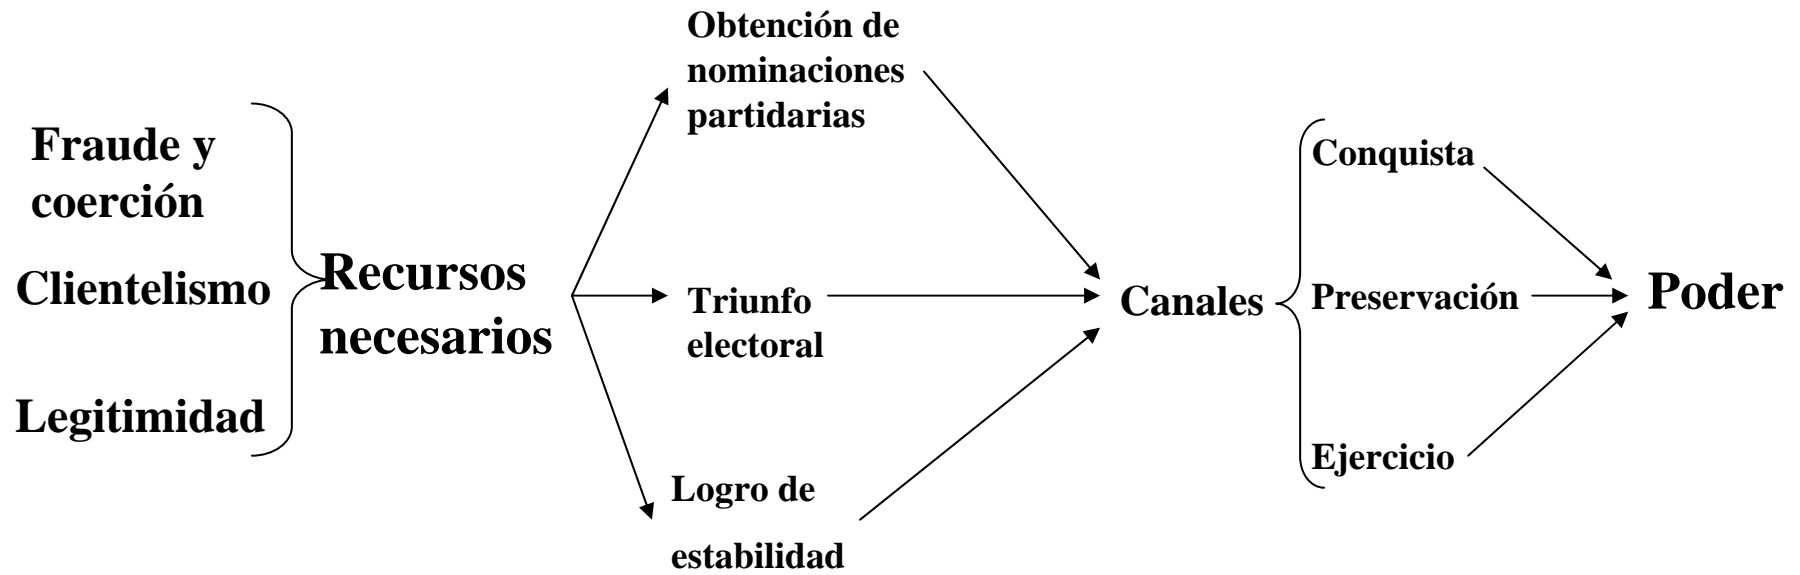 Fraude y
coerción
Clientelismo
Legitimidad
Recursos
necesarios
Obtención de
nominaciones
partidarias
Triunfo
electoral
Logro de
estabilidad
Canales
Conquista
Preservación
Ejercicio
Poder